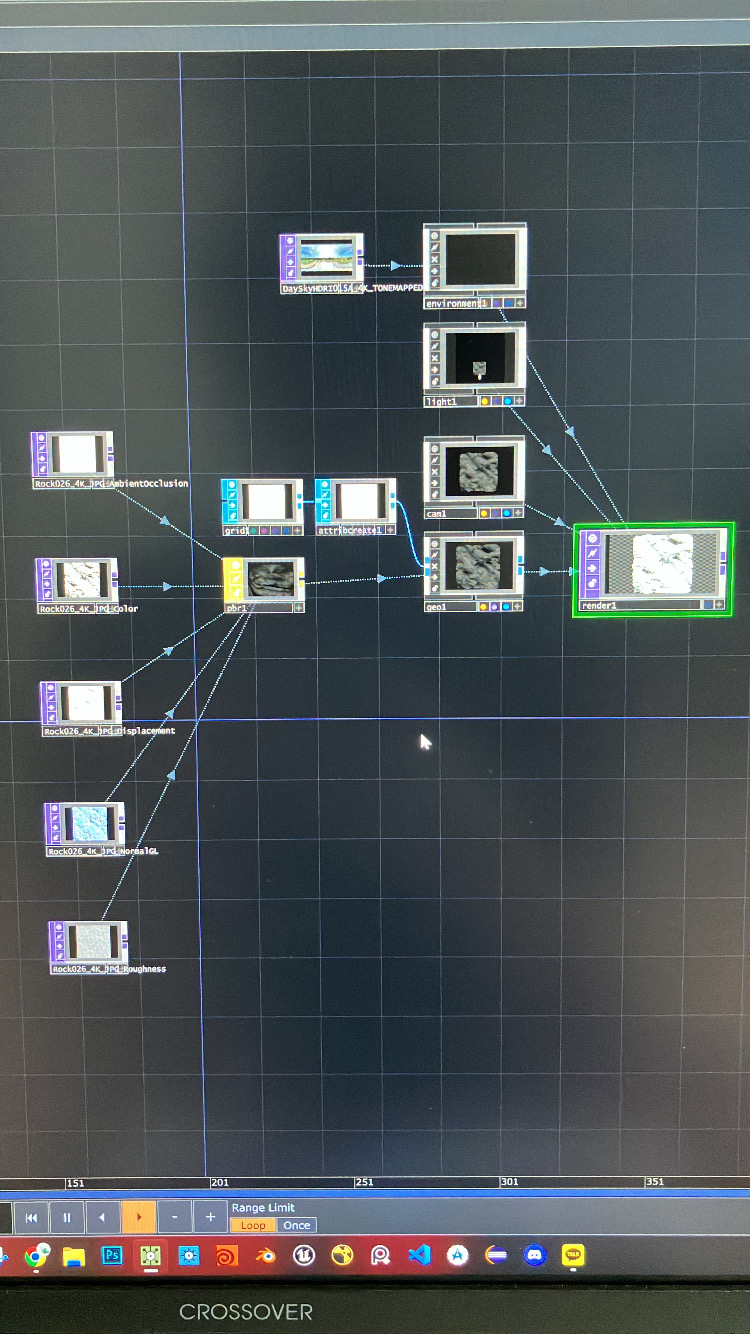 DaySkyHDRI015A_4K_TONEMAPPED
environment1
light1
Rock026_4K_JPG_AmbientOcclusion
cam1
grid1
attribcreate1
Rock026_4K_JPG_Color
pbr1
geo1
render1
Rock026_4K_JPG_Displacement
Rock026_4K_JPG_NormalGL
Rock026_4K_JPG_Roughness
151
201
251
301
351
Range Limit
- + Loop Once
Ps
TALK
CROSSOVER